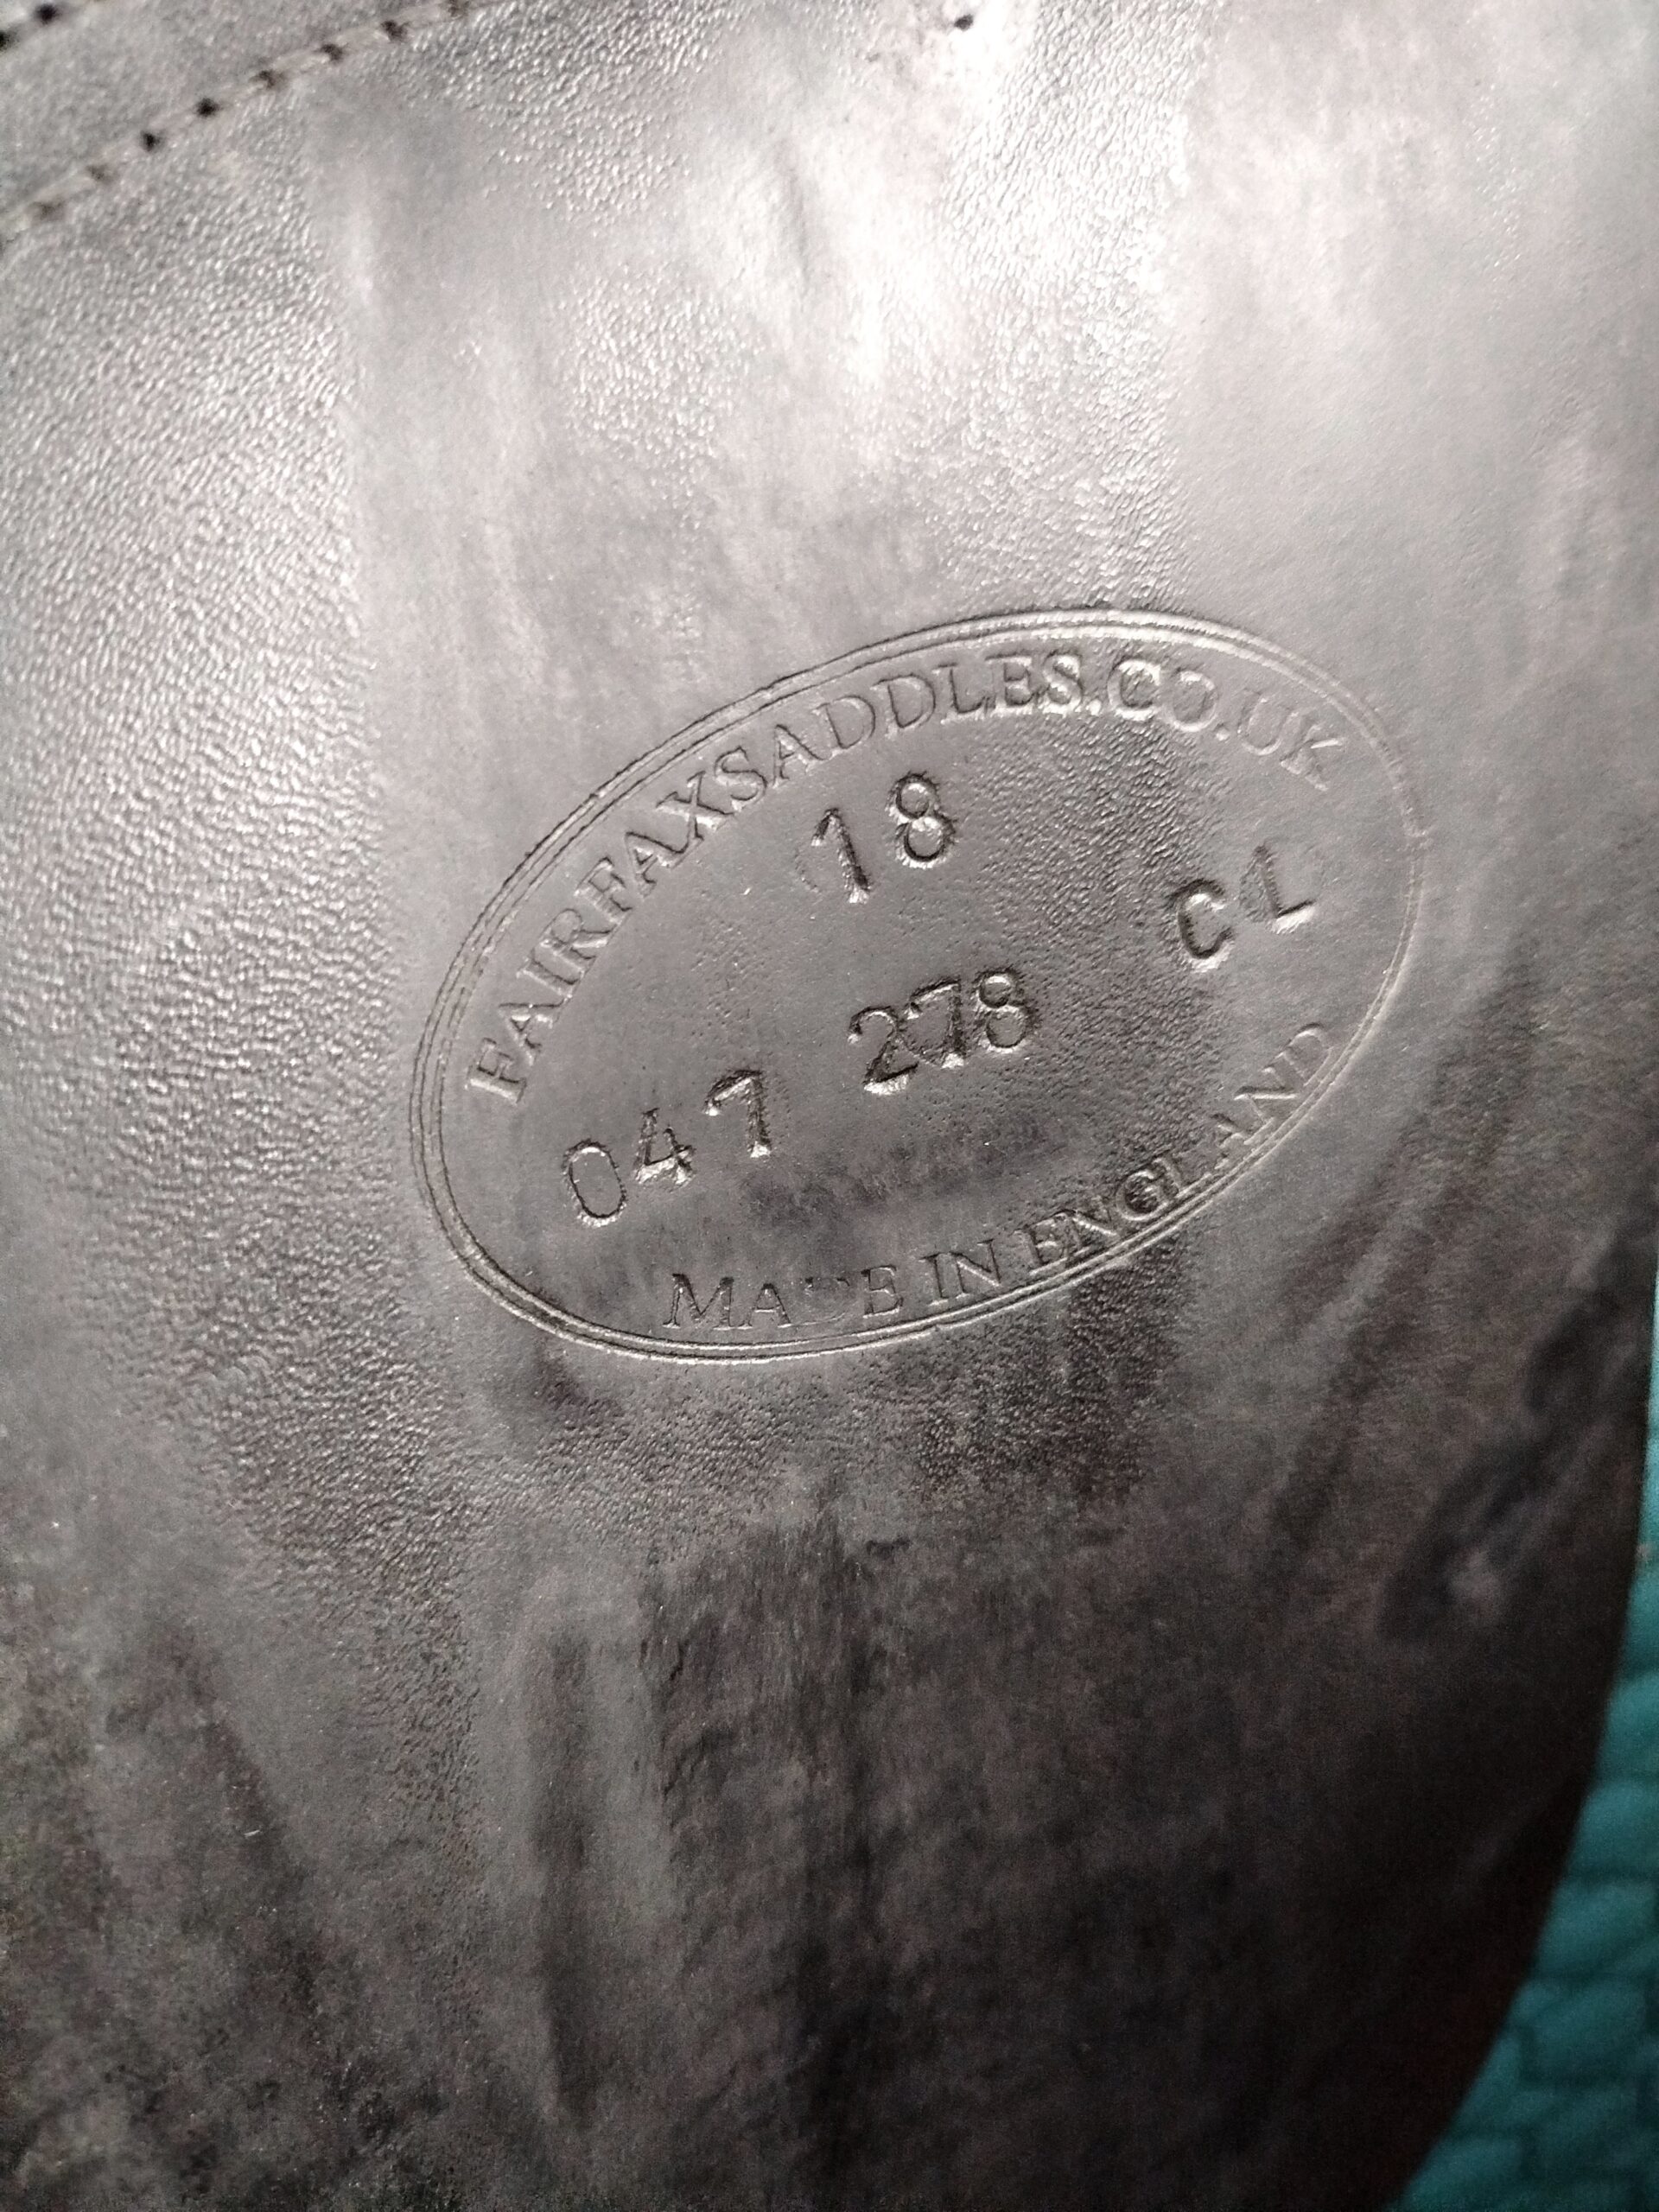 FAIRFAXSADDLES.CO.UK
18
047 278 CL
MADE IN ENGLAND